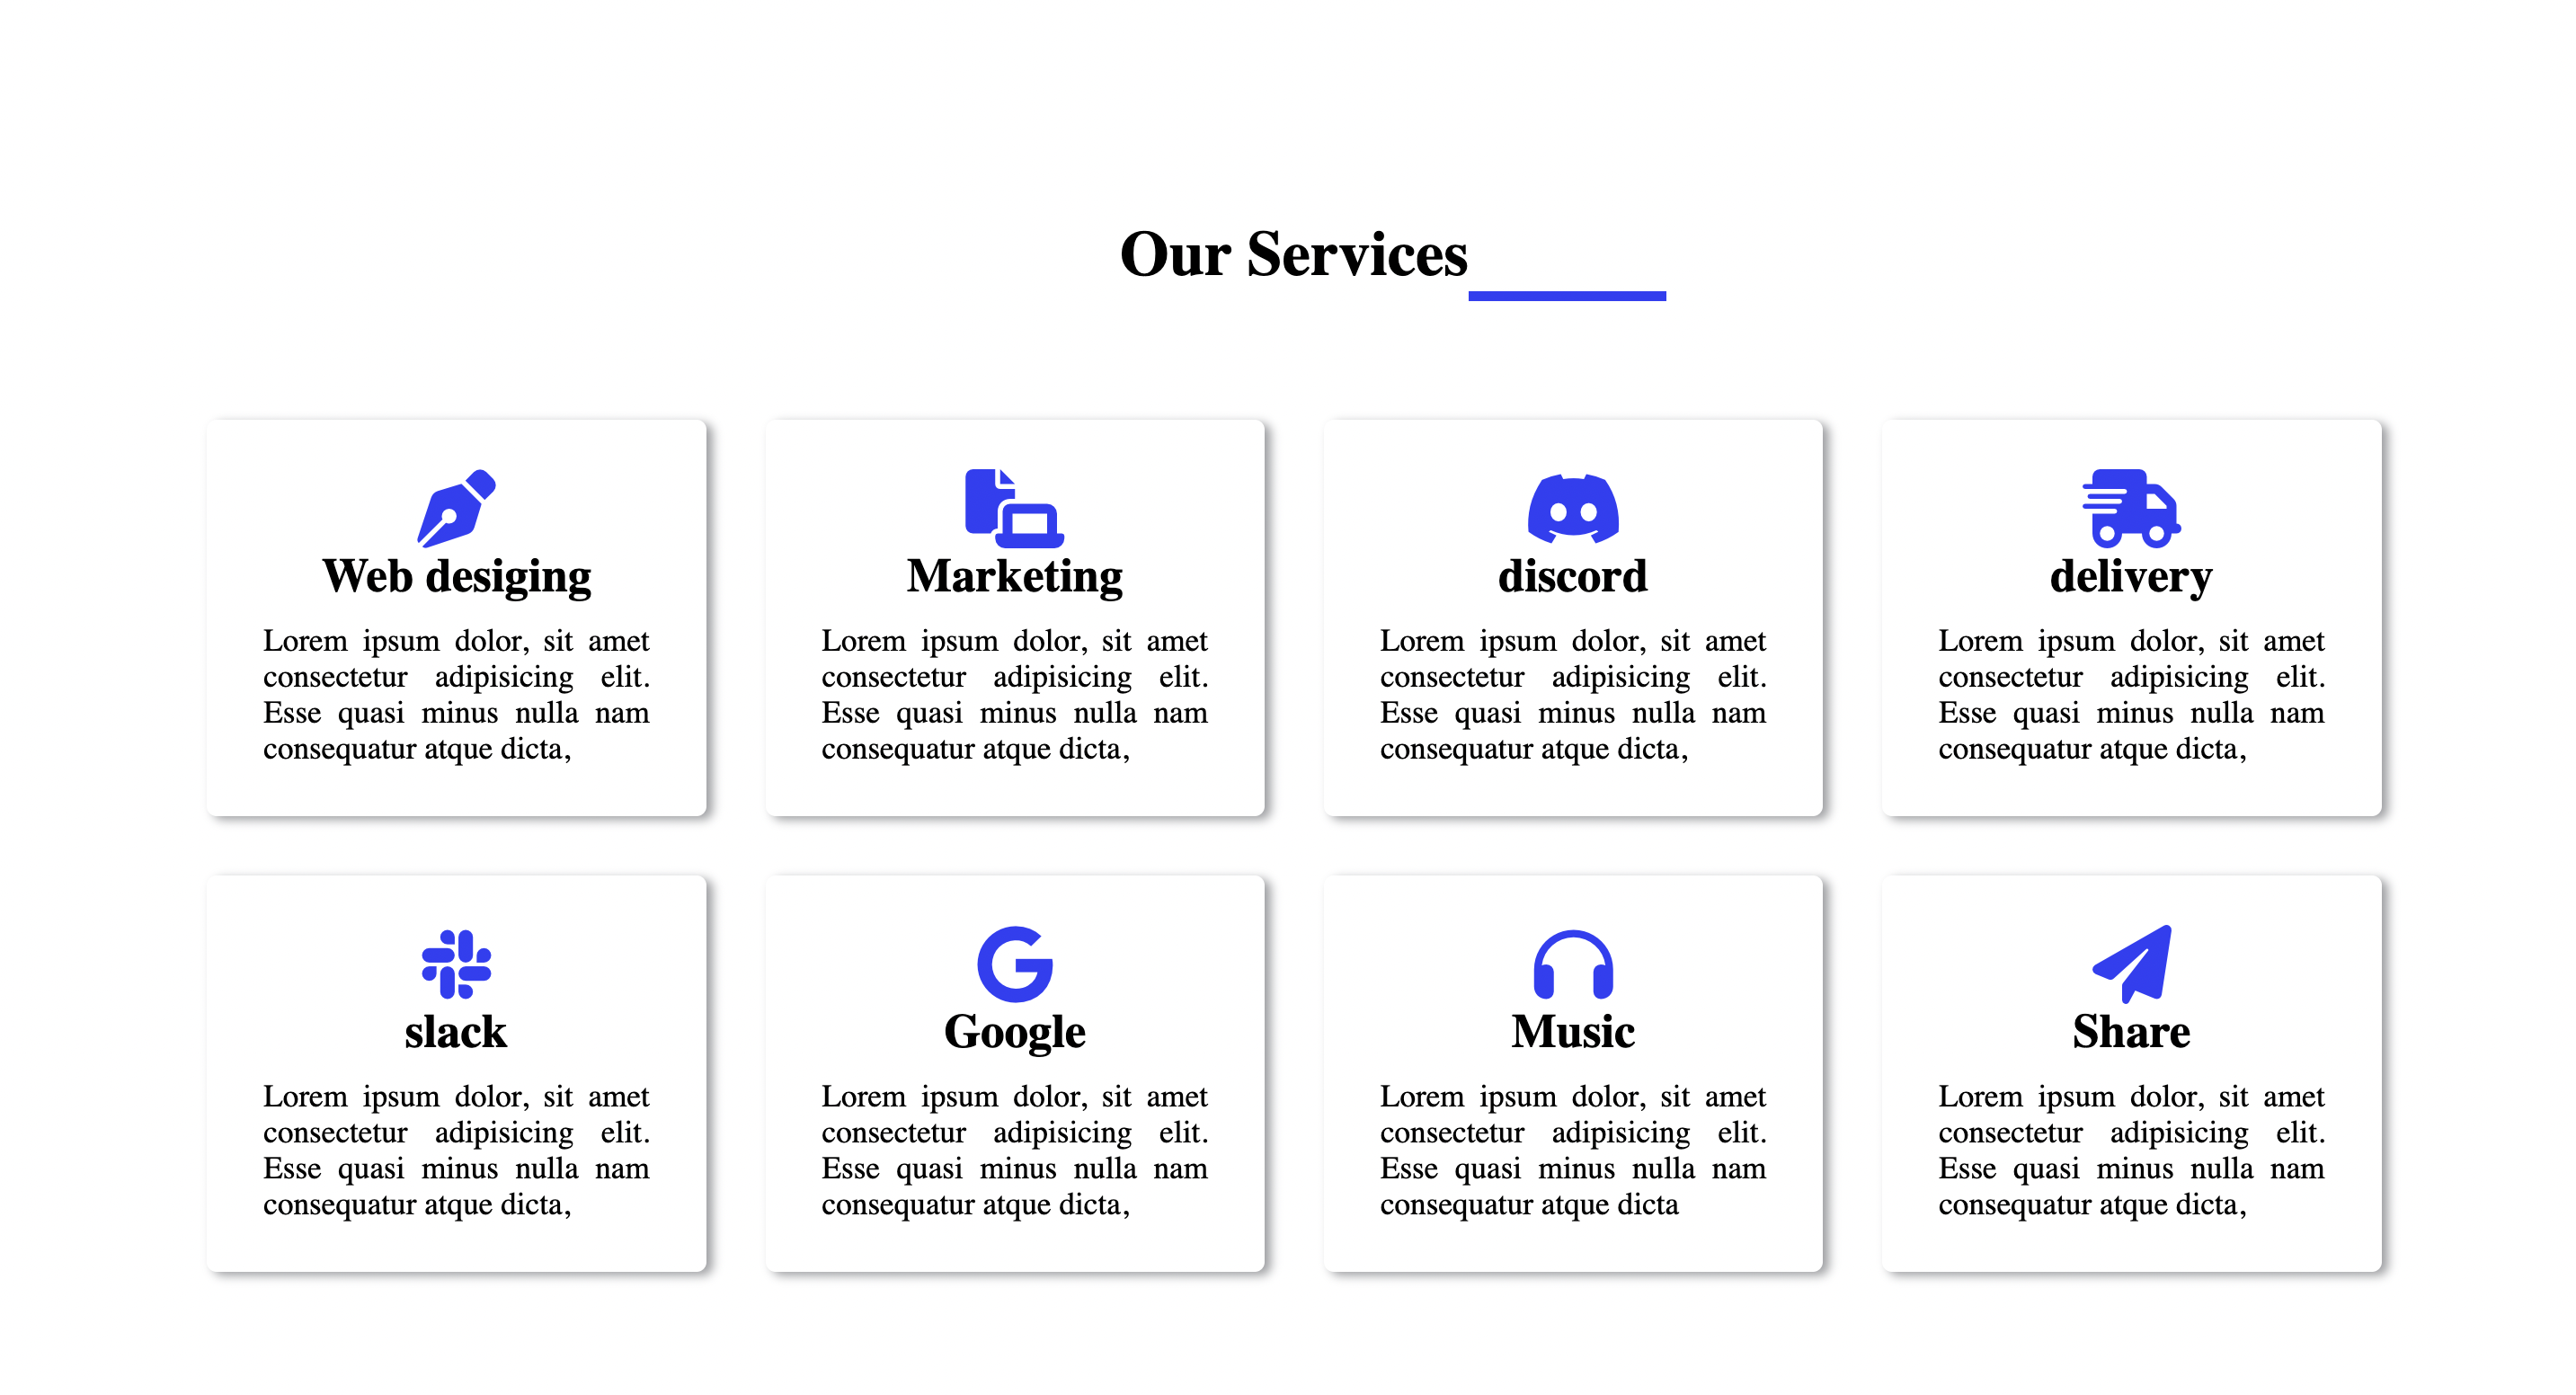 Our Services
Web desiging
Lorem ipsum dolor, sit amet
consectetur adipisicing elit.
Esse quasi minus nulla nam
consequatur atque dicta,
Marketing
Lorem ipsum dolor, sit amet
consectetur adipisicing elit.
Esse quasi minus nulla nam
consequatur atque dicta,
discord
Lorem ipsum dolor, sit amet
consectetur adipisicing elit.
Esse quasi minus nulla nam
consequatur atque dicta,
delivery
Lorem ipsum dolor, sit amet
consectetur adipisicing elit.
Esse quasi minus nulla nam
consequatur atque dicta,
slack
Lorem ipsum dolor, sit amet
consectetur adipisicing elit.
Esse quasi minus nulla nam
consequatur atque dicta,
Google
Lorem ipsum dolor, sit amet
consectetur adipisicing elit.
Esse quasi minus nulla nam
consequatur atque dicta,
Music
Lorem ipsum dolor, sit amet
consectetur adipisicing elit.
Esse quasi minus nulla nam
consequatur atque dicta
Share
Lorem ipsum dolor, sit amet
consectetur adipisicing elit.
Esse quasi minus nulla nam
consequatur atque dicta,